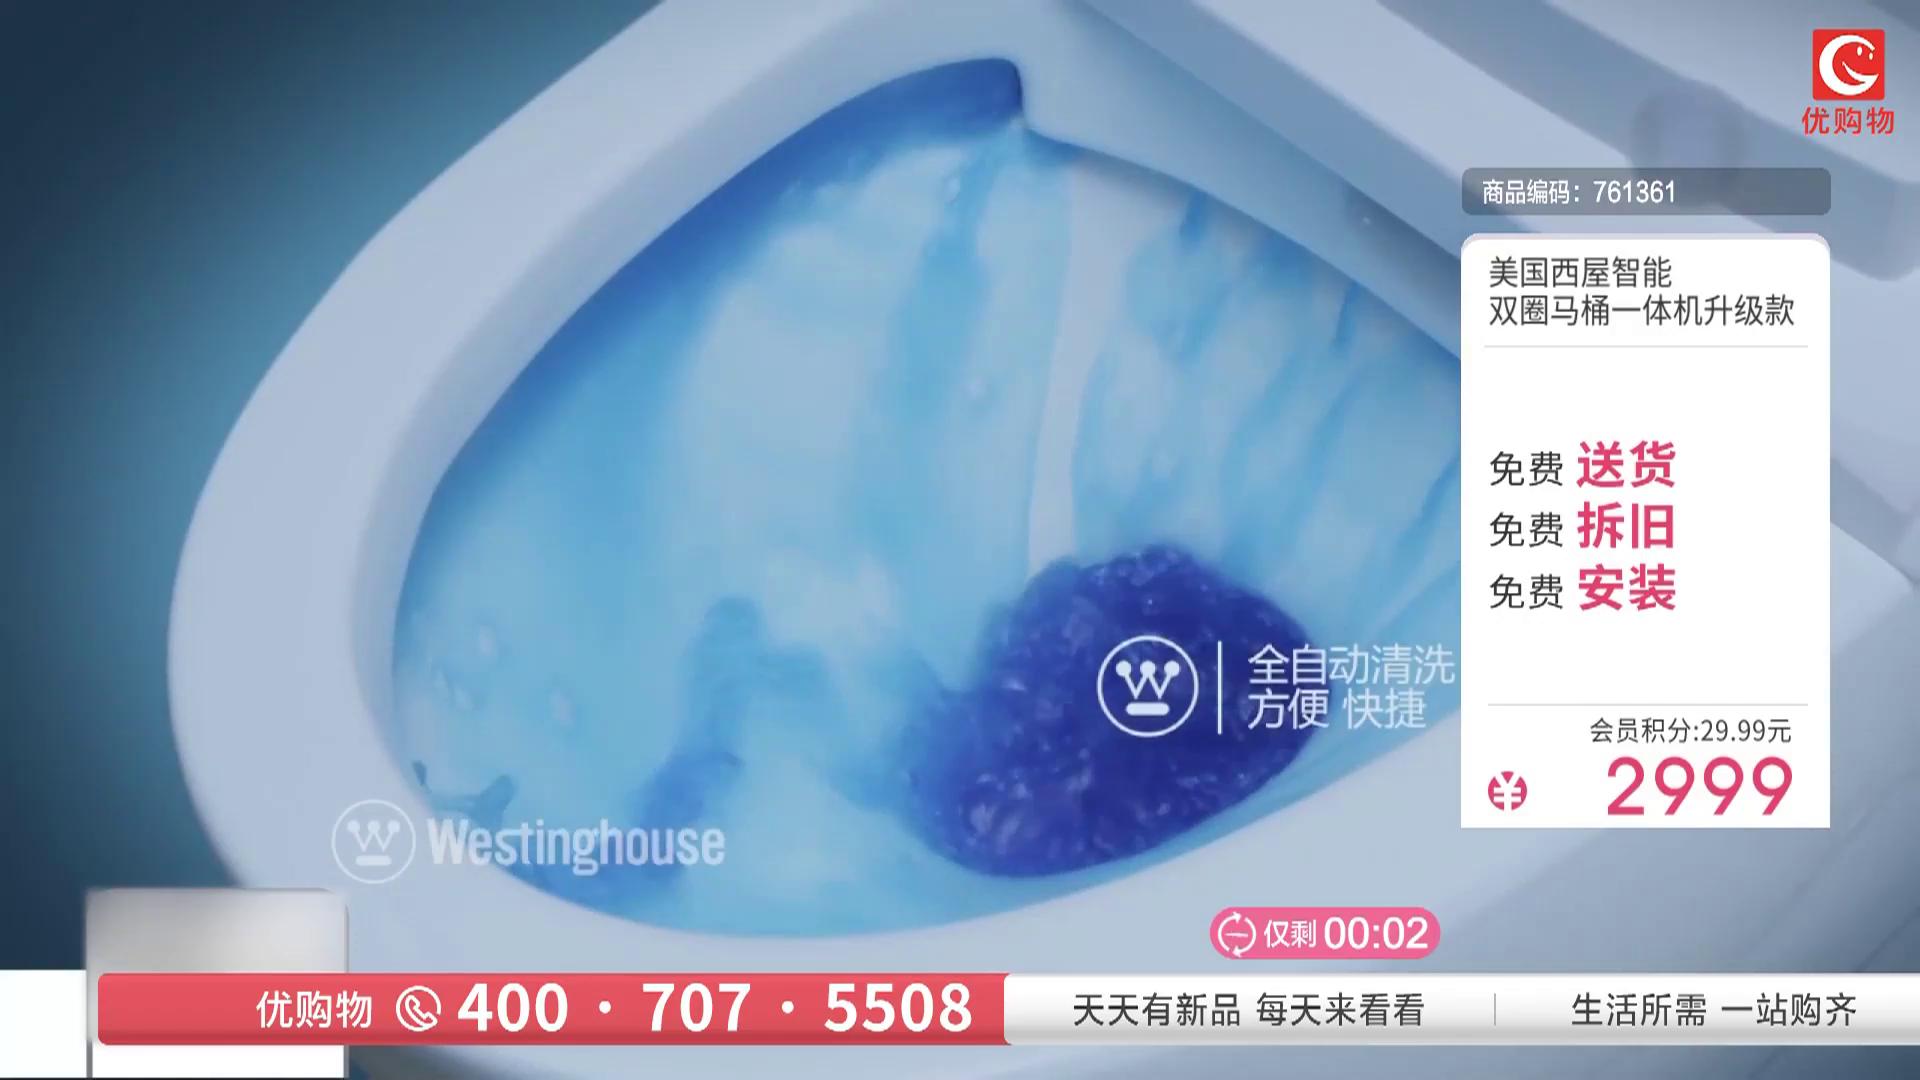 优购物
商品编码：761361
美国西屋智能
双圈马桶一体机升级款
免费 送货
免费 拆旧
免费 安装
全自动清洗
方便 快捷
会员积分:29.99元
¥ 2999
Westinghouse
仅剩 00:02
优购物 400·707·5508
天天有新品 每天来看看
生活所需 一站购齐